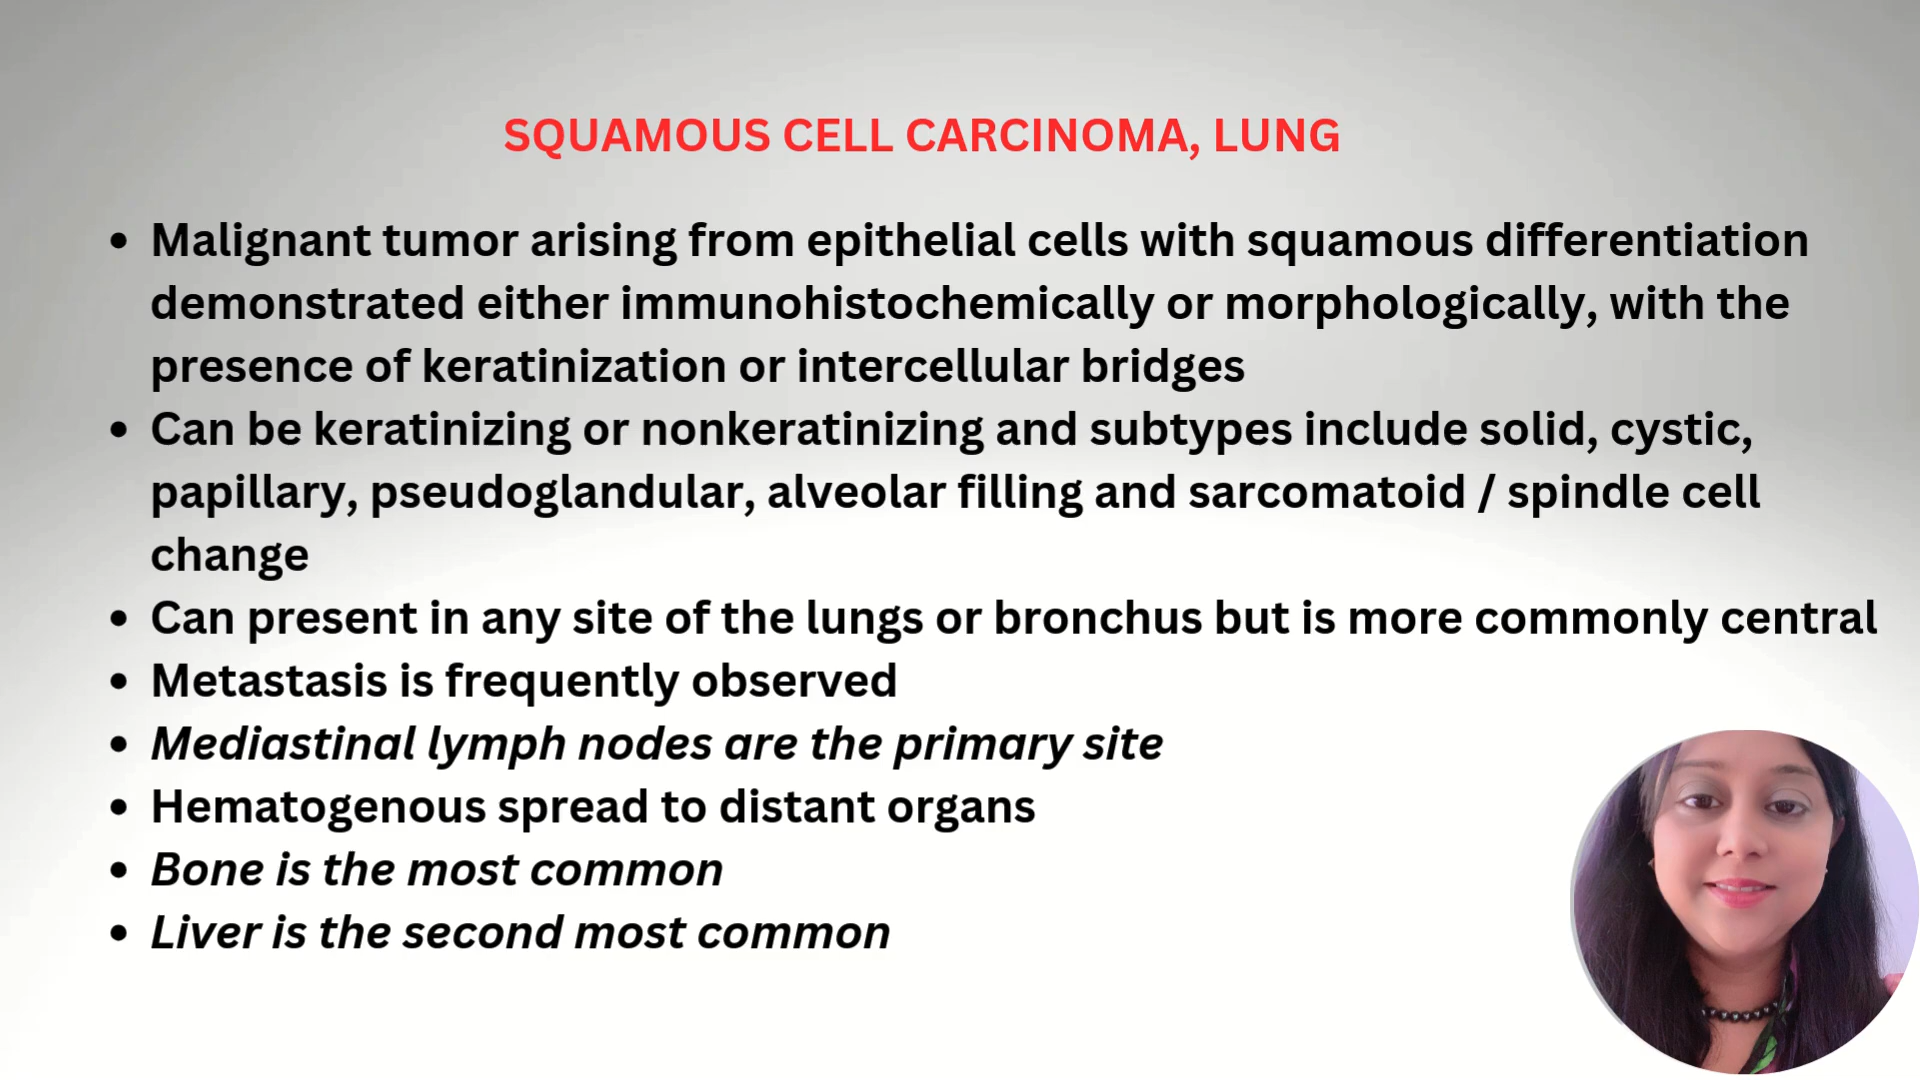 SQUAMOUS CELL CARCINOMA, LUNG
• Malignant tumor arising from epithelial cells with squamous differentiation
demonstrated either immunohistochemically or morphologically, with the
presence of keratinization or intercellular bridges
• Can be keratinizing or nonkeratinizing and subtypes include solid, cystic,
papillary, pseudoglandular, alveolar filling and sarcomatoid / spindle cell
change
• Can present in any site of the lungs or bronchus but is more commonly central
• Metastasis is frequently observed
• Mediastinal lymph nodes are the primary site
• Hematogenous spread to distant organs
• Bone is the most common
• Liver is the second most common